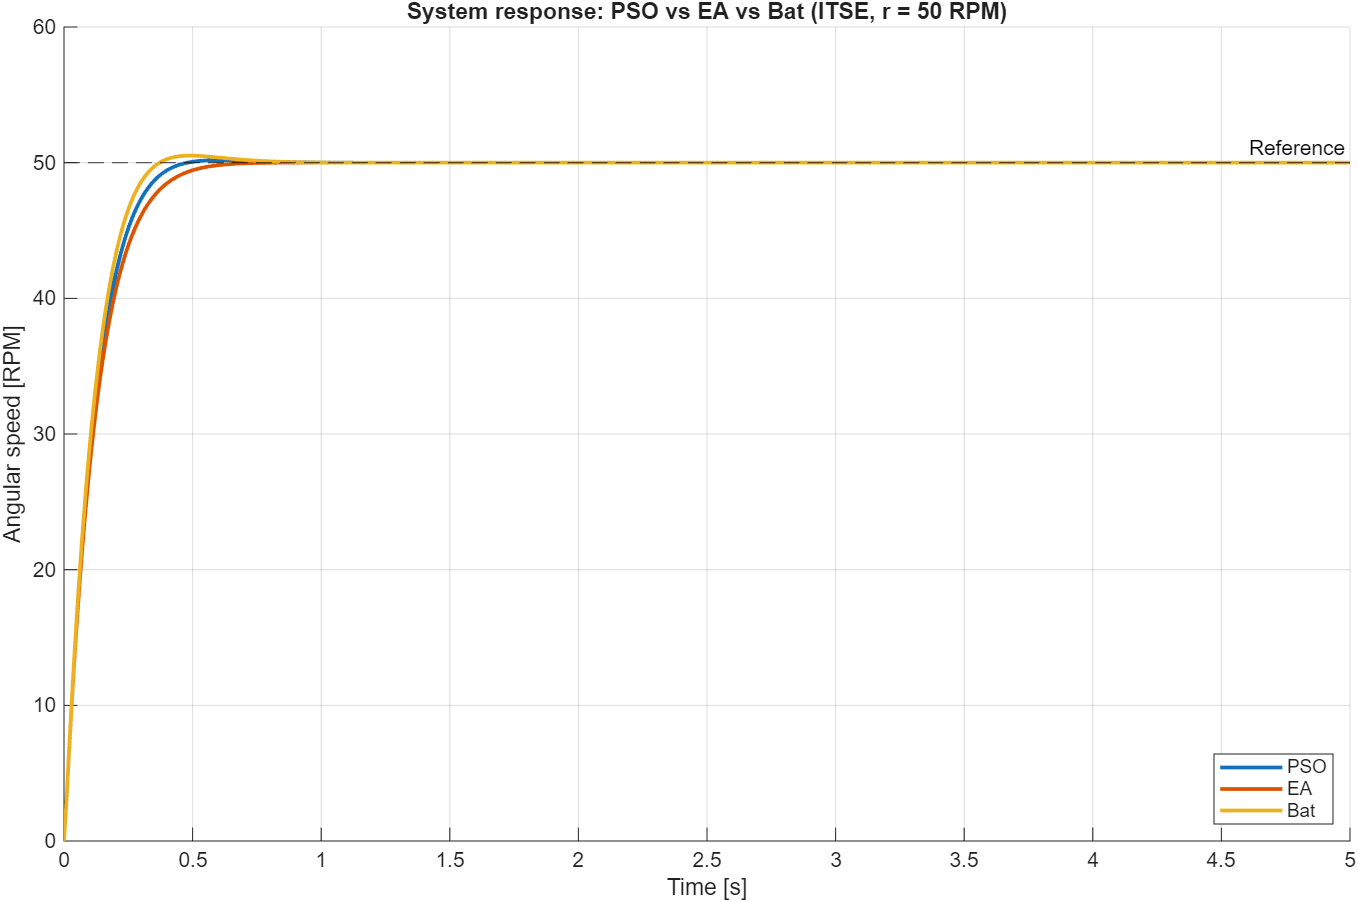 System response: PSO vs EA vs Bat (ITSE, r = 50 RPM)
60
50
40
30
20
10
0
Angular speed [RPM]
Reference
PSO
EA
Bat
0 0.5 1 1.5 2 2.5 3 3.5 4 4.5 5
Time [s]